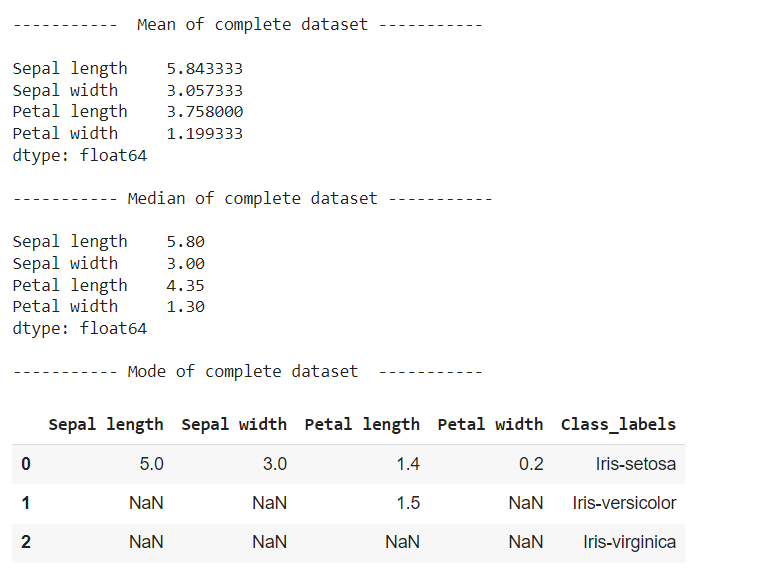 -----------  Mean of complete dataset -----------
Sepal length    5.843333
Sepal width     3.057333
Petal length    3.758000
Petal width     1.199333
dtype: float64
----------- Median of complete dataset -----------
Sepal length    5.80
Sepal width     3.00
Petal length    4.35
Petal width     1.30
dtype: float64
----------- Mode of complete dataset  -----------
Sepal length Sepal width Petal length Petal width Class_labels
0 5.0 3.0 1.4 0.2 Iris-setosa
1 NaN NaN 1.5 NaN Iris-versicolor
2 NaN NaN NaN NaN Iris-virginica